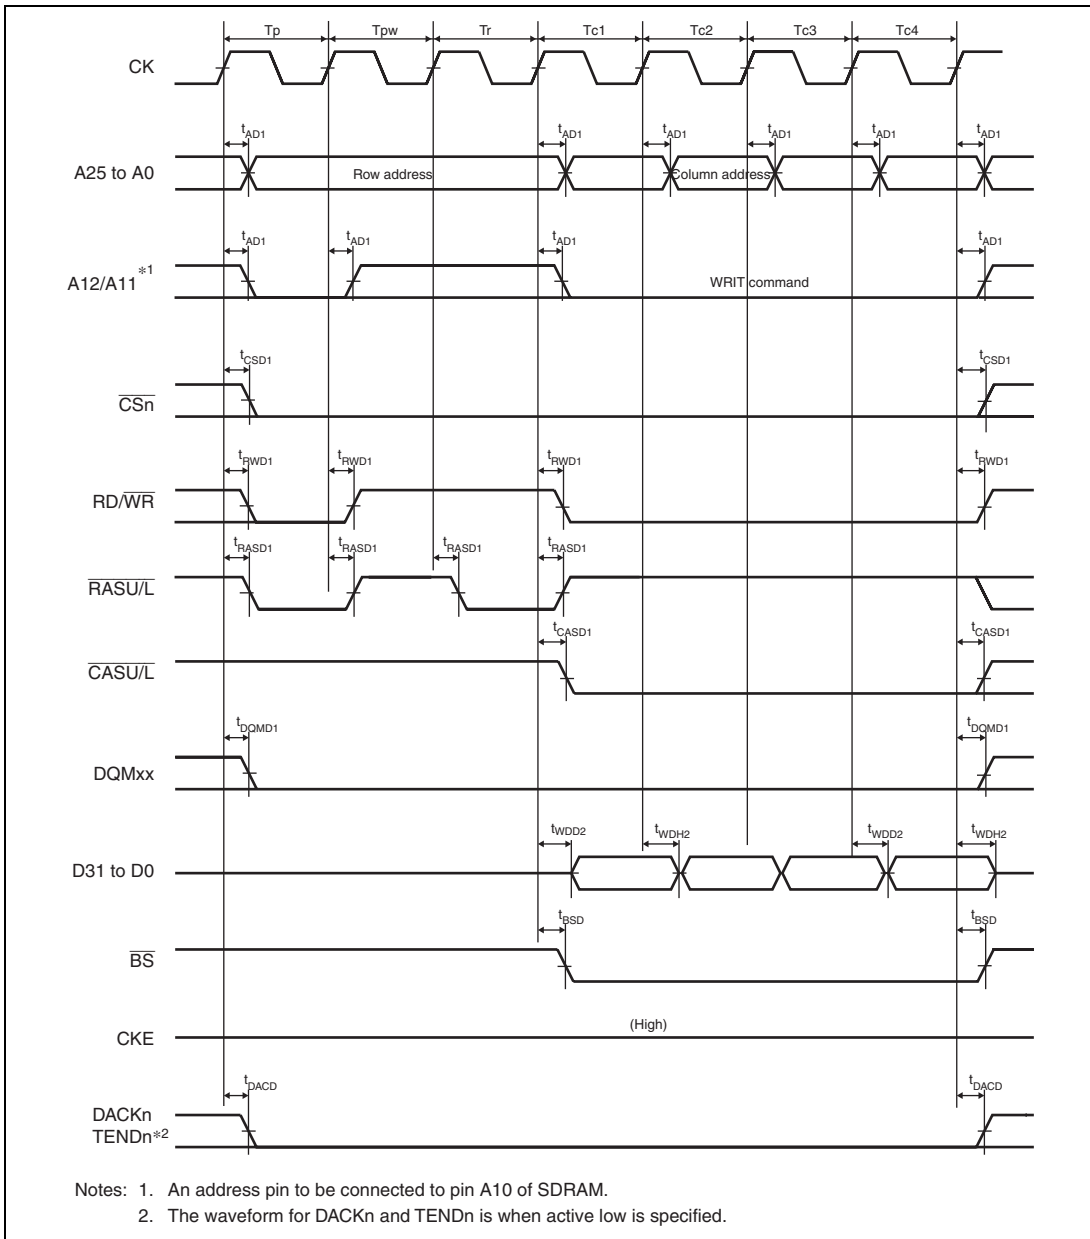 Tp Tpw Tr Tc1 Tc2 Tc3 Tc4
CK
tAD1 tAD1 tAD1 tAD1 tAD1 tAD1
A25 to A0 Row address Column address
tAD1 tAD1 tAD1 tAD1
A12/A11*1 WRIT command
tCSD1 tCSD1
CSn
tRWD1 tRWD1 tRWD1 tRWD1
RD/WR
tRASD1 tRASD1 tRASD1 tRASD1
RASU/L
tCASD1 tCASD1
CASU/L
tDQMD1 tDQMD1
DQMxx
tWDD2 tWDH2 tWDD2 tWDH2
D31 to D0
tBSD tBSD
BS
(High)
CKE
tDACD tDACD
DACKn
TENDn*2
Notes: 1. An address pin to be connected to pin A10 of SDRAM.
2. The waveform for DACKn and TENDn is when active low is specified.